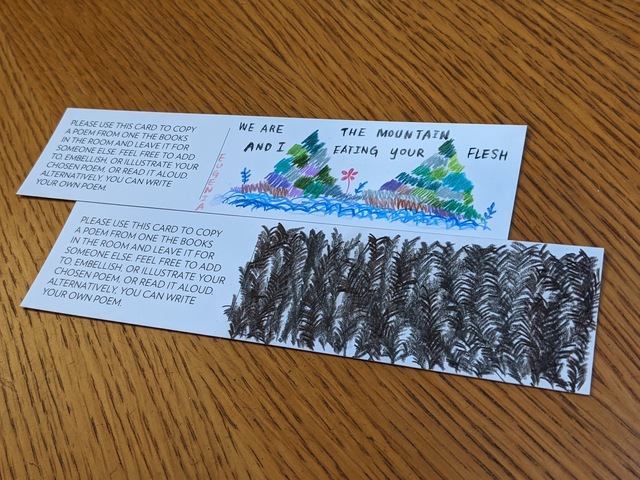 PLEASE USE THIS CARD TO COPY
A POEM FROM ONE THE BOOKS
IN THE ROOM AND LEAVE IT FOR
SOMEONE ELSE. FEEL FREE TO ADD
TO, EMBELLISH, OR ILLUSTRATE YOUR
CHOSEN POEM, OR READ IT ALOUD.
ALTERNATIVELY, YOU CAN WRITE
YOUR OWN POEM.
WE ARE THE MOUNTAIN
AND I EATING YOUR FLESH
PLEASE USE THIS CARD TO COPY
A POEM FROM ONE THE BOOKS
IN THE ROOM AND LEAVE IT FOR
SOMEONE ELSE. FEEL FREE TO ADD
TO, EMBELLISH, OR ILLUSTRATE YOUR
CHOSEN POEM, OR READ IT ALOUD.
ALTERNATIVELY, YOU CAN WRITE
YOUR OWN POEM.